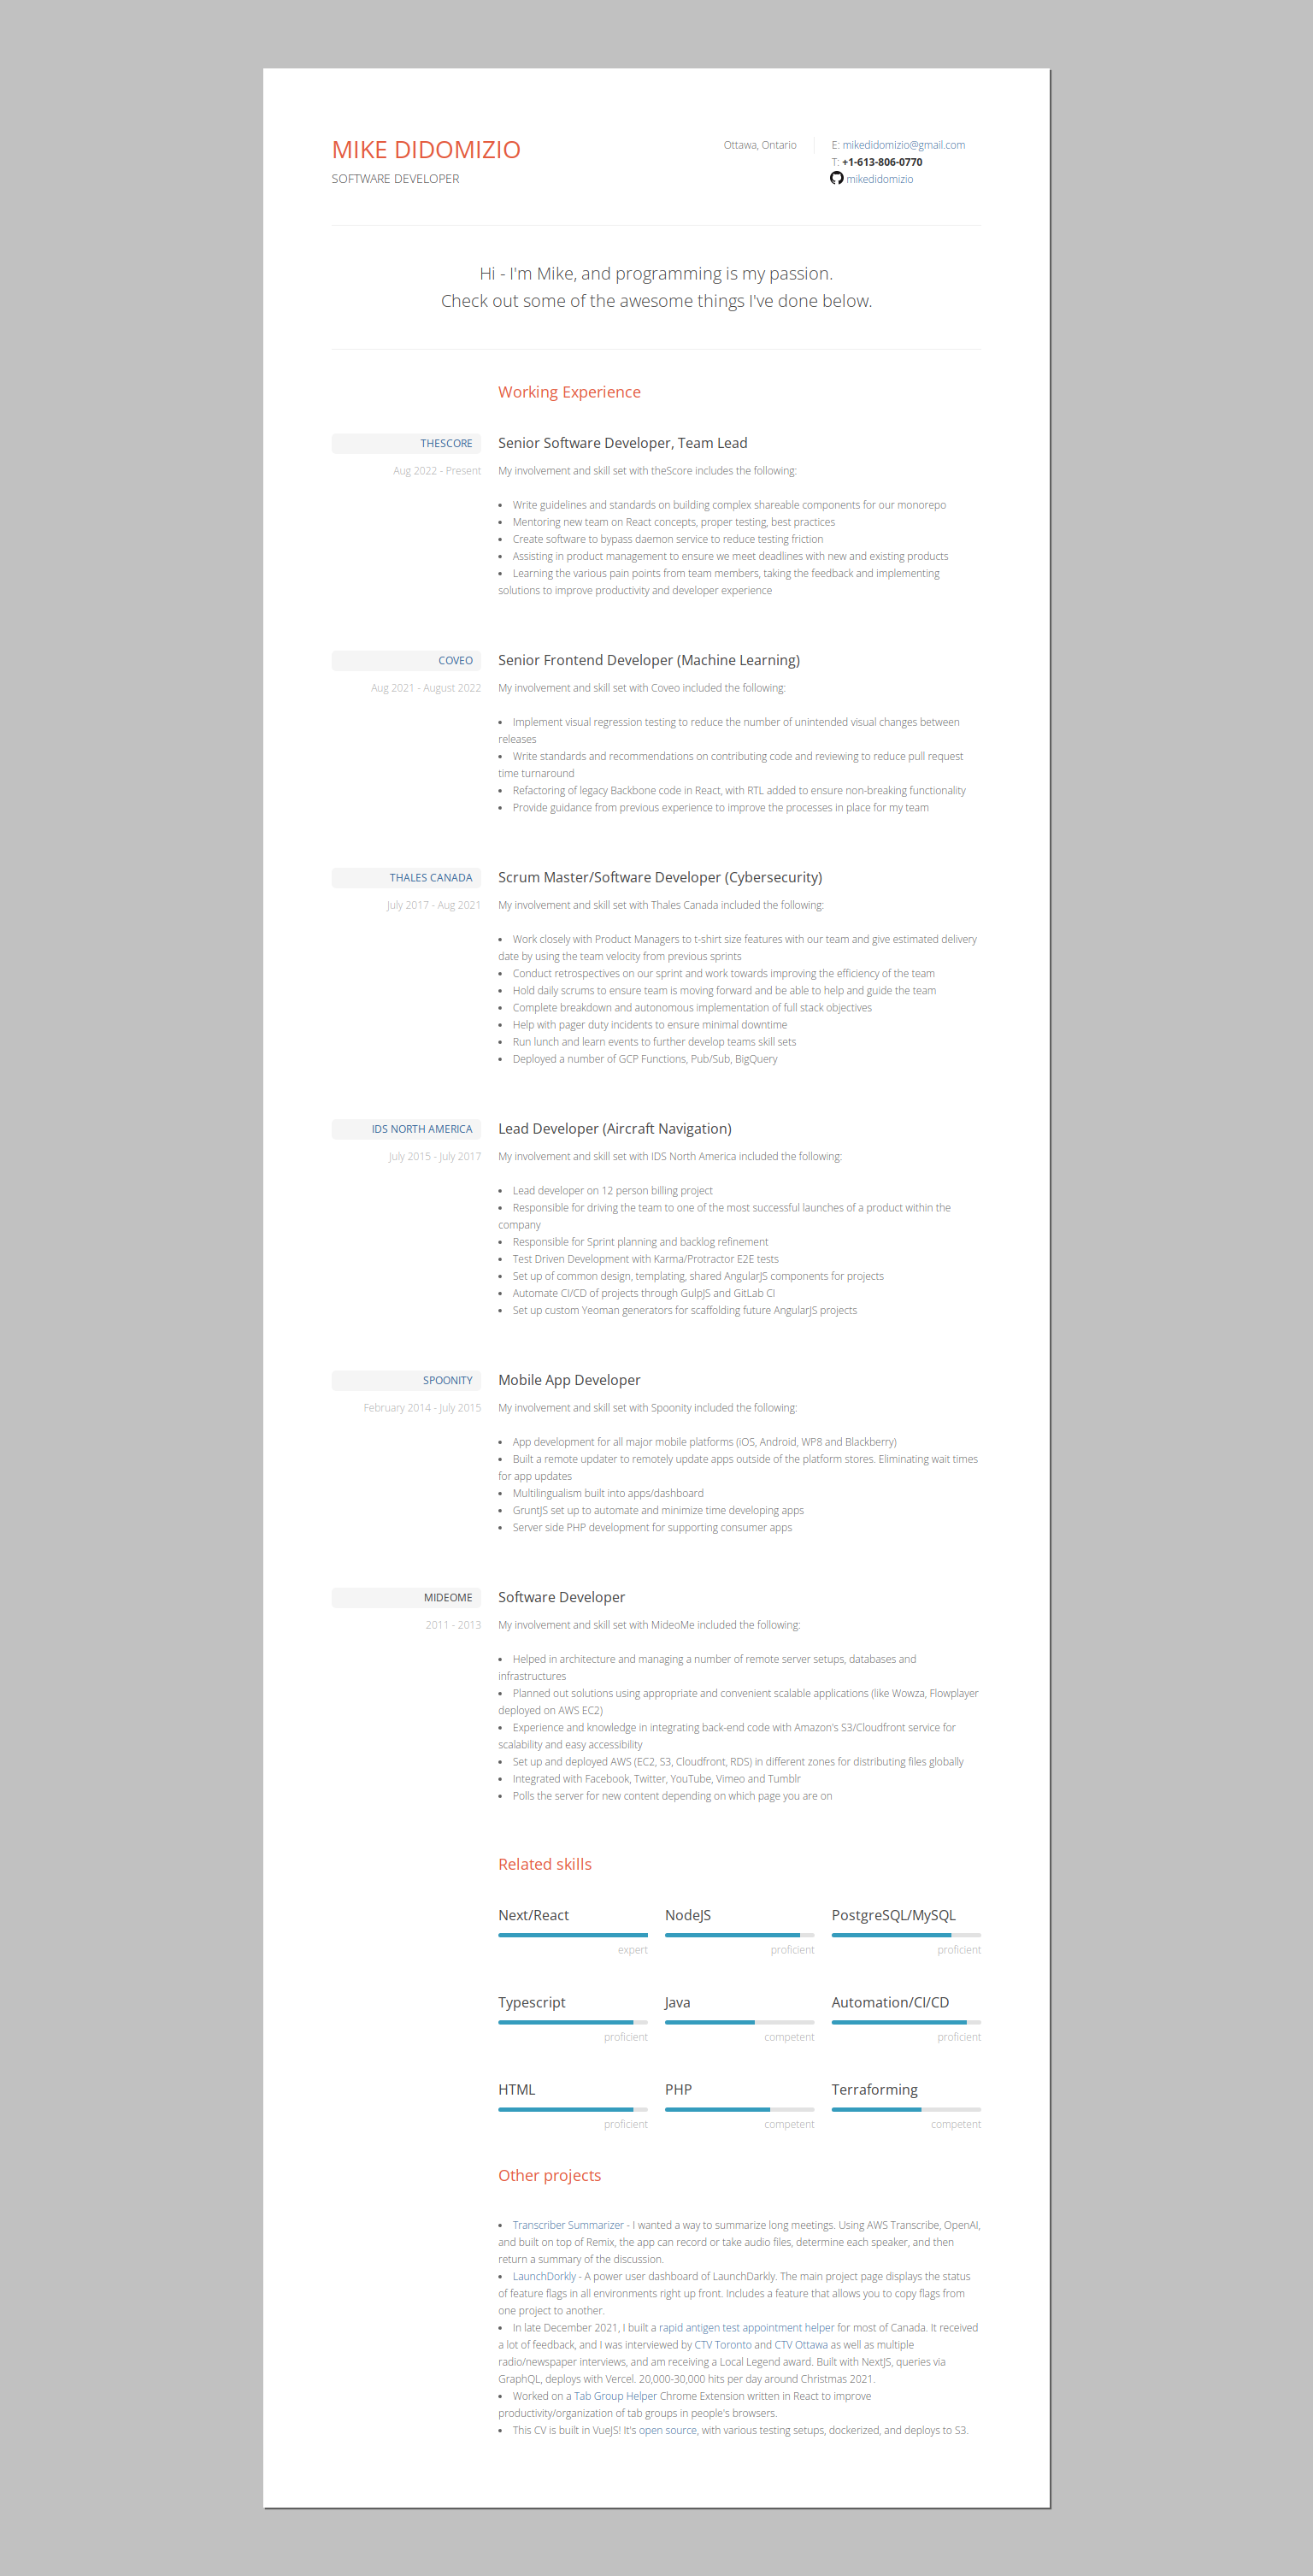 MIKE DIDOMIZIO
SOFTWARE DEVELOPER
Ottawa, Ontario
E: mikedidomizio@gmail.com
T: +1-613-806-0770
mikedidomizio
Hi - I'm Mike, and programming is my passion.
Check out some of the awesome things I've done below.
Working Experience
THESCORE
Aug 2022 - Present
Senior Software Developer, Team Lead
My involvement and skill set with theScore includes the following:
• Write guidelines and standards on building complex shareable components for our monorepo
• Mentoring new team on React concepts, proper testing, best practices
• Create software to bypass daemon service to reduce testing friction
• Assisting in product management to ensure we meet deadlines with new and existing products
• Learning the various pain points from team members, taking the feedback and implementing
solutions to improve productivity and developer experience
COVEO
Aug 2021 - August 2022
Senior Frontend Developer (Machine Learning)
My involvement and skill set with Coveo included the following:
• Implement visual regression testing to reduce the number of unintended visual changes between
releases
• Write standards and recommendations on contributing code and reviewing to reduce pull request
time turnaround
• Refactoring of legacy Backbone code in React, with RTL added to ensure non-breaking functionality
• Provide guidance from previous experience to improve the processes in place for my team
THALES CANADA
July 2017 - Aug 2021
Scrum Master/Software Developer (Cybersecurity)
My involvement and skill set with Thales Canada included the following:
• Work closely with Product Managers to t-shirt size features with our team and give estimated delivery
date by using the team velocity from previous sprints
• Conduct retrospectives on our sprint and work towards improving the efficiency of the team
• Hold daily scrums to ensure team is moving forward and be able to help and guide the team
• Complete breakdown and autonomous implementation of full stack objectives
• Help with pager duty incidents to ensure minimal downtime
• Run lunch and learn events to further develop teams skill sets
• Deployed a number of GCP Functions, Pub/Sub, BigQuery
IDS NORTH AMERICA
July 2015 - July 2017
Lead Developer (Aircraft Navigation)
My involvement and skill set with IDS North America included the following:
• Lead developer on 12 person billing project
• Responsible for driving the team to one of the most successful launches of a product within the
company
• Responsible for Sprint planning and backlog refinement
• Test Driven Development with Karma/Protractor E2E tests
• Set up of common design, templating, shared AngularJS components for projects
• Automate CI/CD of projects through GulpJS and GitLab CI
• Set up custom Yeoman generators for scaffolding future AngularJS projects
SPOONITY
February 2014 - July 2015
Mobile App Developer
My involvement and skill set with Spoonity included the following:
• App development for all major mobile platforms (iOS, Android, WP8 and Blackberry)
• Built a remote updater to remotely update apps outside of the platform stores. Eliminating wait times
for app updates
• Multilingualism built into apps/dashboard
• GruntJS set up to automate and minimize time developing apps
• Server side PHP development for supporting consumer apps
MIDEOME
2011 - 2013
Software Developer
My involvement and skill set with MideoMe included the following:
• Helped in architecture and managing a number of remote server setups, databases and
infrastructures
• Planned out solutions using appropriate and convenient scalable applications (like Wowza, Flowplayer
deployed on AWS EC2)
• Experience and knowledge in integrating back-end code with Amazon's S3/Cloudfront service for
scalability and easy accessibility
• Set up and deployed AWS (EC2, S3, Cloudfront, RDS) in different zones for distributing files globally
• Integrated with Facebook, Twitter, YouTube, Vimeo and Tumblr
• Polls the server for new content depending on which page you are on
Related skills
Next/React
expert
NodeJS
proficient
PostgreSQL/MySQL
proficient
Typescript
proficient
Java
competent
Automation/CI/CD
proficient
HTML
proficient
PHP
competent
Terraforming
competent
Other projects
• Transcriber Summarizer - I wanted a way to summarize long meetings. Using AWS Transcribe, OpenAI,
and built on top of Remix, the app can record or take audio files, determine each speaker, and then
return a summary of the discussion.
• LaunchDorkly - A power user dashboard of LaunchDarkly. The main project page displays the status
of feature flags in all environments right up front. Includes a feature that allows you to copy flags from
one project to another.
• In late December 2021, I built a rapid antigen test appointment helper for most of Canada. It received
a lot of feedback, and I was interviewed by CTV Toronto and CTV Ottawa as well as multiple
radio/newspaper interviews, and am receiving a Local Legend award. Built with NextJS, queries via
GraphQL, deploys with Vercel. 20,000-30,000 hits per day around Christmas 2021.
• Worked on a Tab Group Helper Chrome Extension written in React to improve
productivity/organization of tab groups in people's browsers.
• This CV is built in VueJS! It's open source, with various testing setups, dockerized, and deploys to S3.